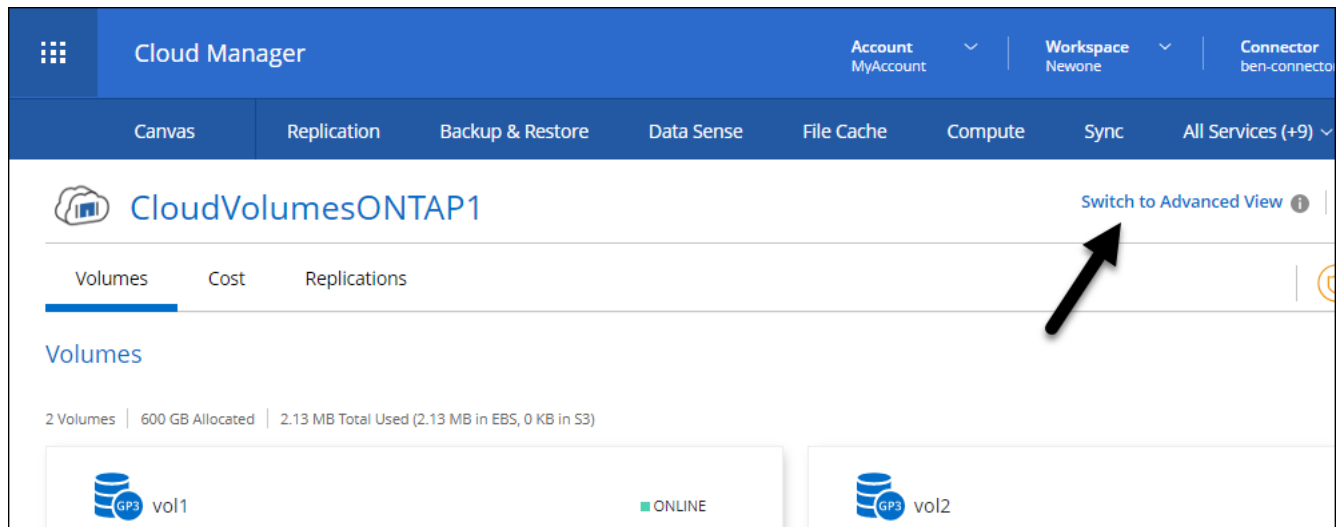 Cloud Manager
Account
MyAccount
Workspace
Newone
Connector
Canvas Replication Backup & Restore Data Sense File Cache Compute Sync All Services (+9)
CloudVolumesONTAP1
Switch to Advanced View
Volumes Cost Replications
Volumes
2 Volumes | 600 GB Allocated | 2.13 MB Total Used (2.13 MB in EBS, 0 KB in S3)
GP3 vol1 ONLINE
GP3 vol2